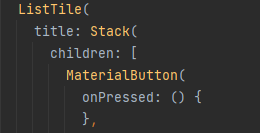 ListTile(
title: Stack(
children: [
MaterialButton(
onPressed: () {
},